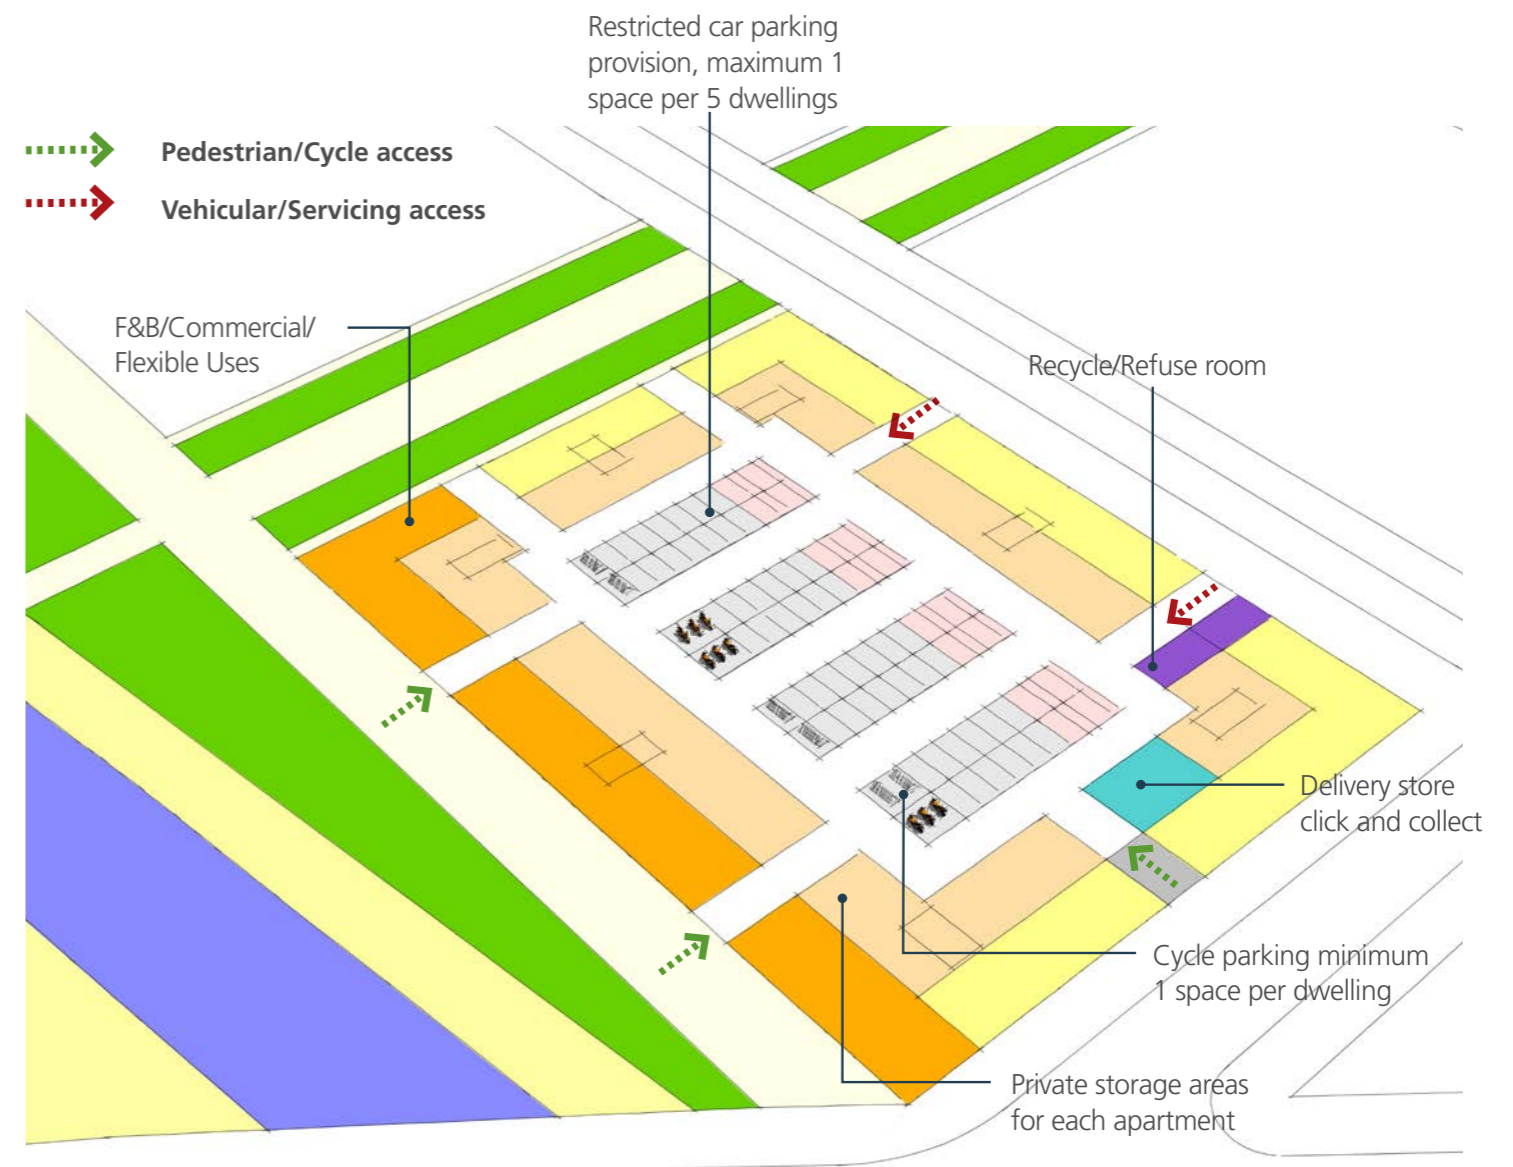 Restricted car parking
provision, maximum 1
space per 5 dwellings
Pedestrian/Cycle access
Vehicular/Servicing access
F&B/Commercial/
Flexible Uses
Recycle/Refuse room
Delivery store
click and collect
Cycle parking minimum
1 space per dwelling
Private storage areas
for each apartment